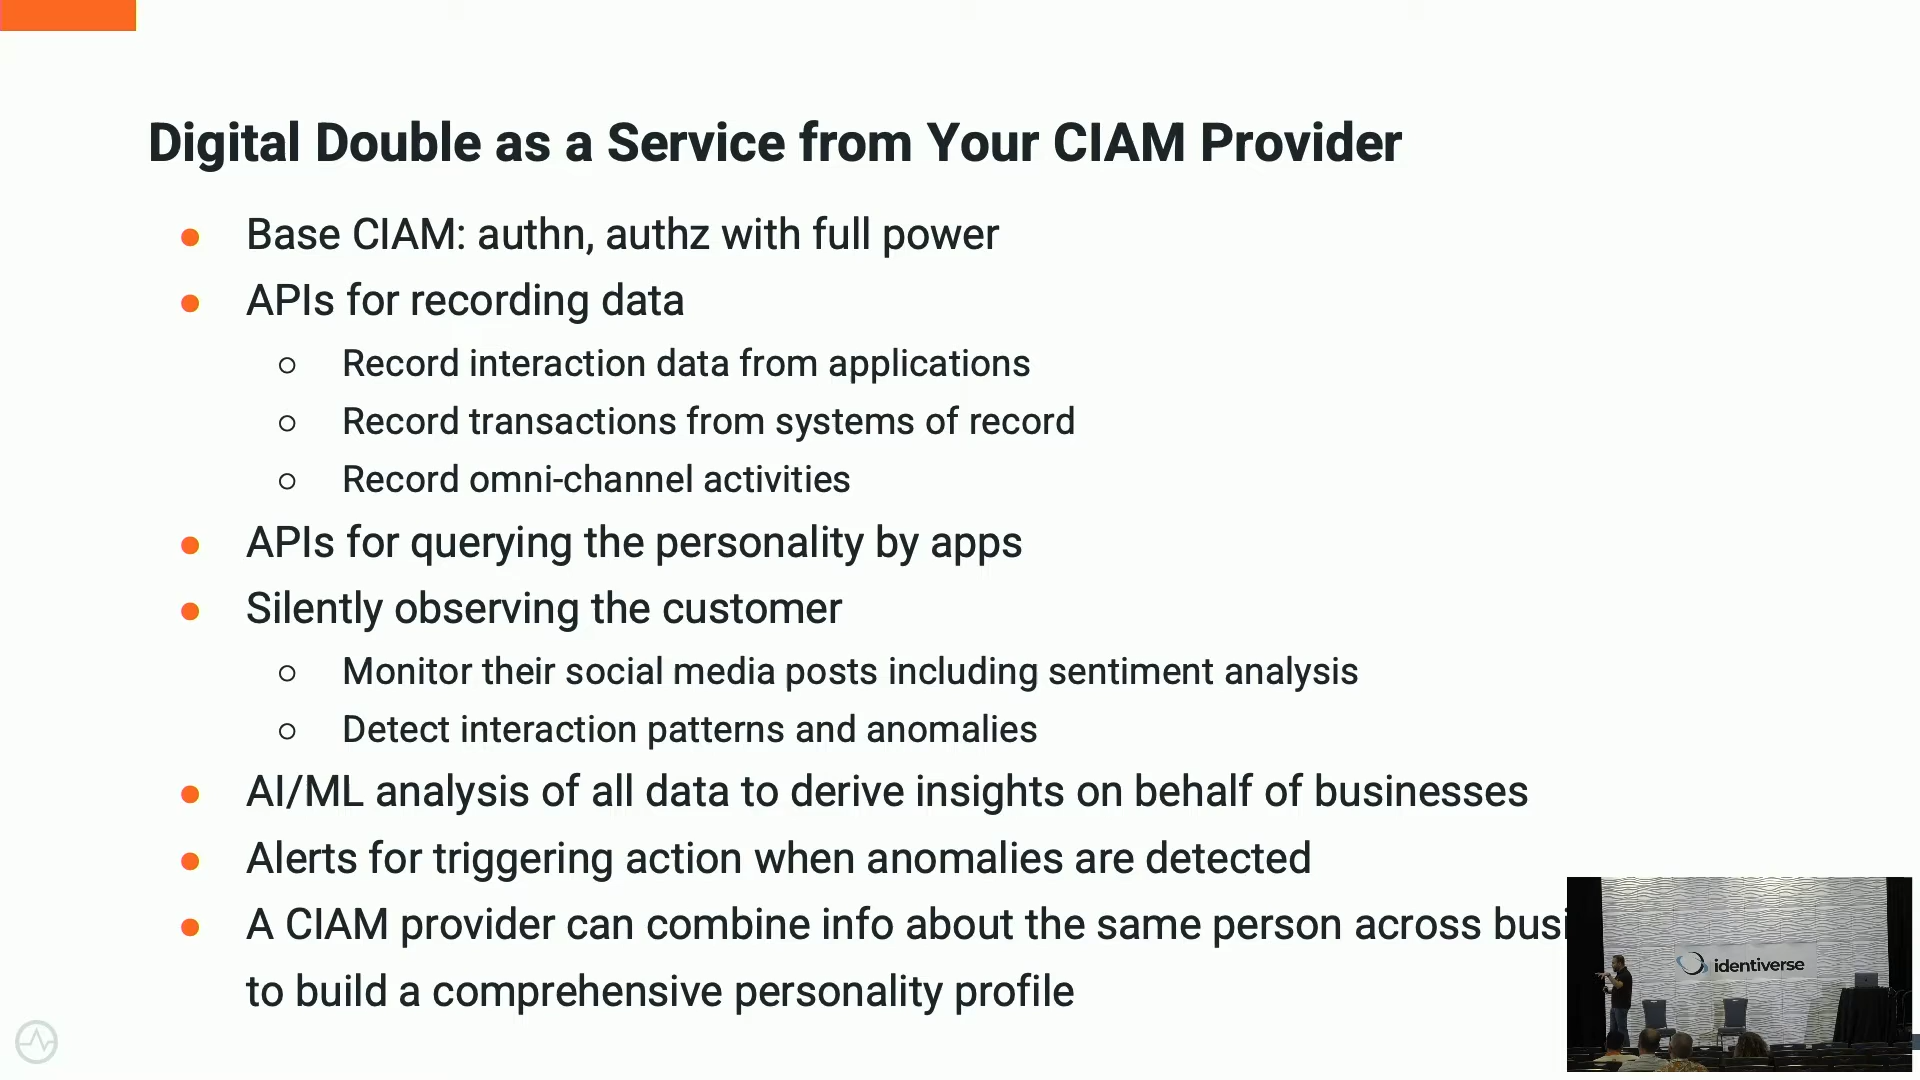 Digital Double as a Service from Your CIAM Provider
Base CIAM: authn, authz with full power
APIs for recording data
Record interaction data from applications
Record transactions from systems of record
Record omni-channel activities
APIs for querying the personality by apps
Silently observing the customer
Monitor their social media posts including sentiment analysis
Detect interaction patterns and anomalies
AI/ML analysis of all data to derive insights on behalf of businesses
Alerts for triggering action when anomalies are detected
A CIAM provider can combine info about the same person across
to build a comprehensive personality profile
identiverse